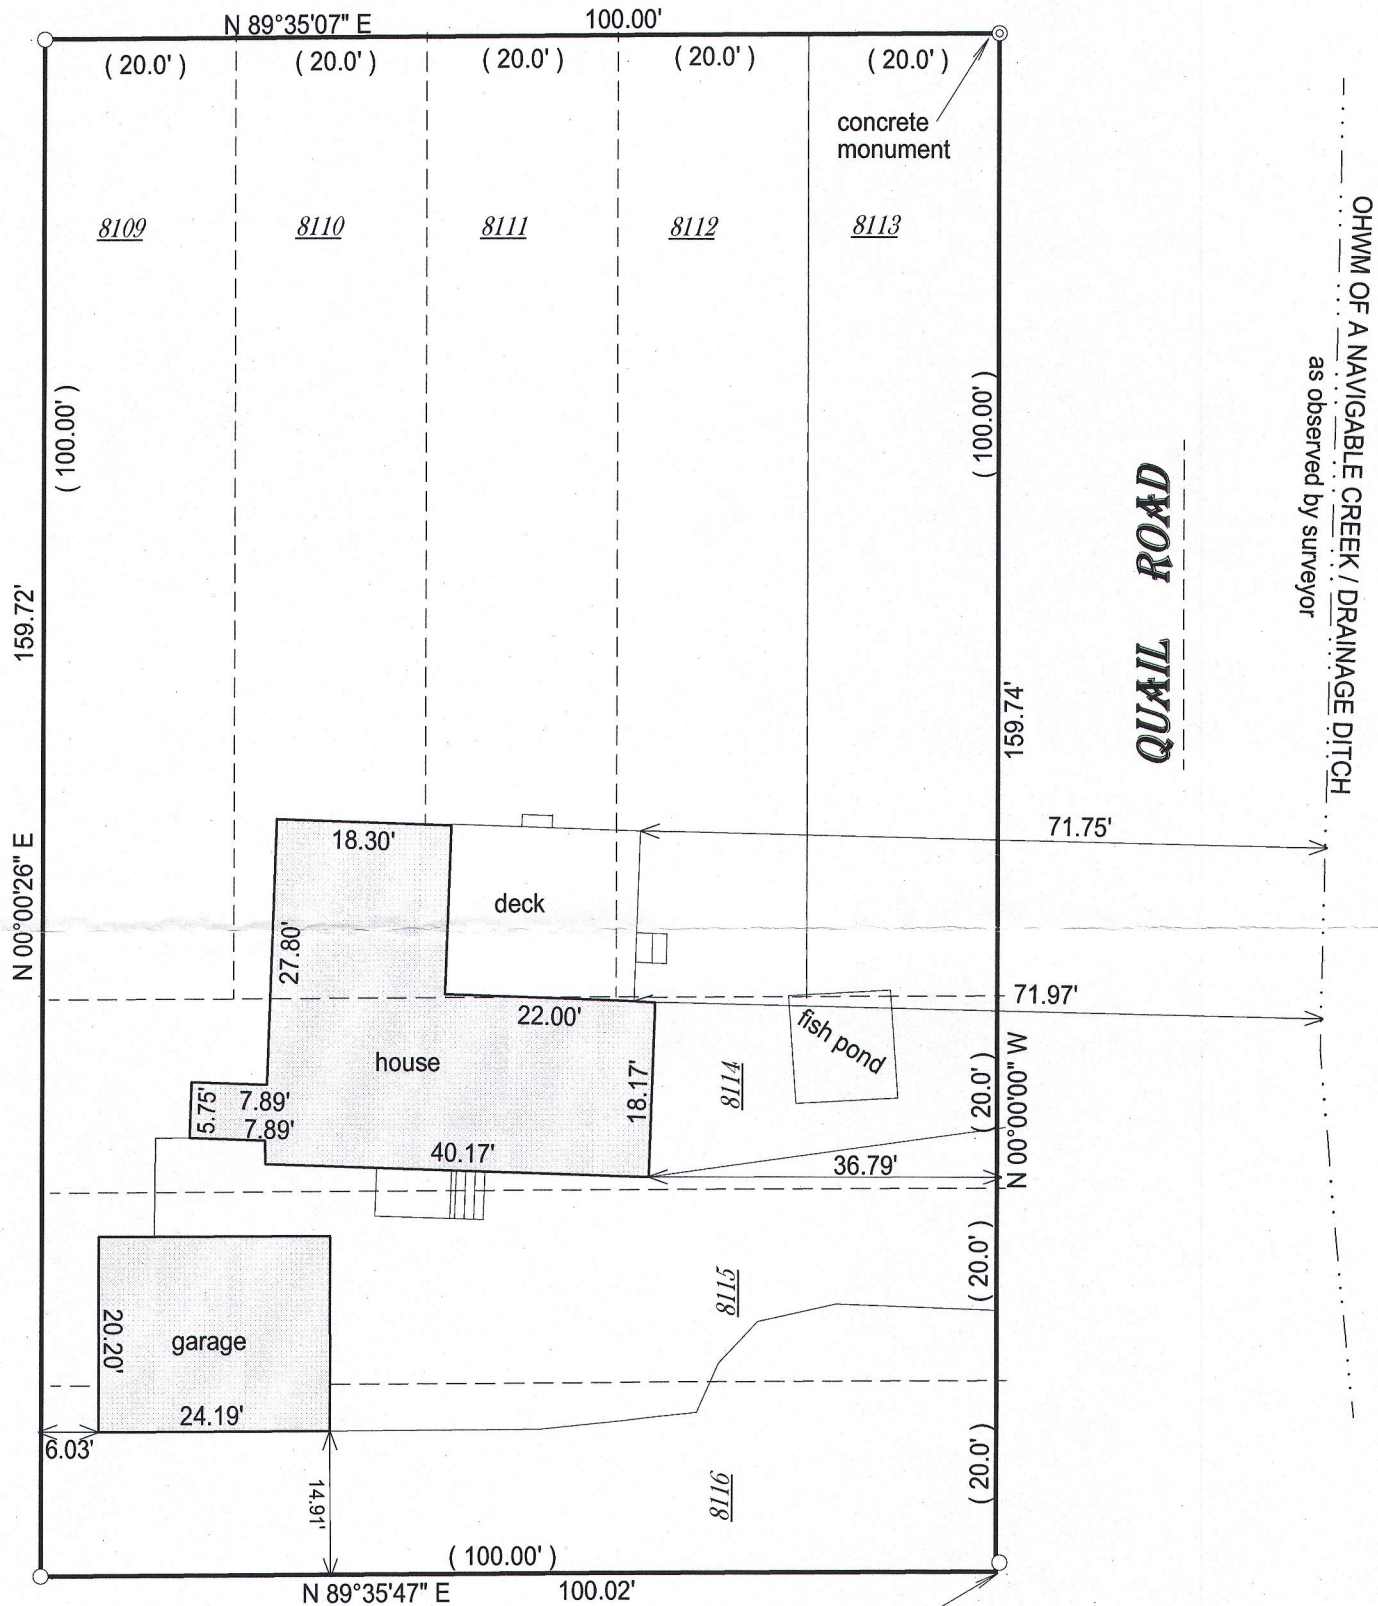 N 89°35'07" E 100.00'
( 20.0' ) ( 20.0' ) ( 20.0' ) ( 20.0' ) ( 20.0' )
concrete
monument
8109 8110 8111 8112 8113
OHWM OF A NAVIGABLE CREEK / DRAINAGE DITCH
as observed by surveyor
( 100.00' )
( 100.00' )
QUAIL ROAD
159.72'
159.74'
N 00°00'26" E
N 00°00'00" W
18.30'
71.75'
deck
27.80'
22.00'
71.97'
fish pond
house
8114
18.17'
( 20.0' )
5.75'
7.89'
7.89'
40.17'
36.79'
8115
( 20.0' )
20.20'
garage
24.19'
6.03'
14.91'
8116
( 20.0' )
( 100.00' )
N 89°35'47" E 100.02'